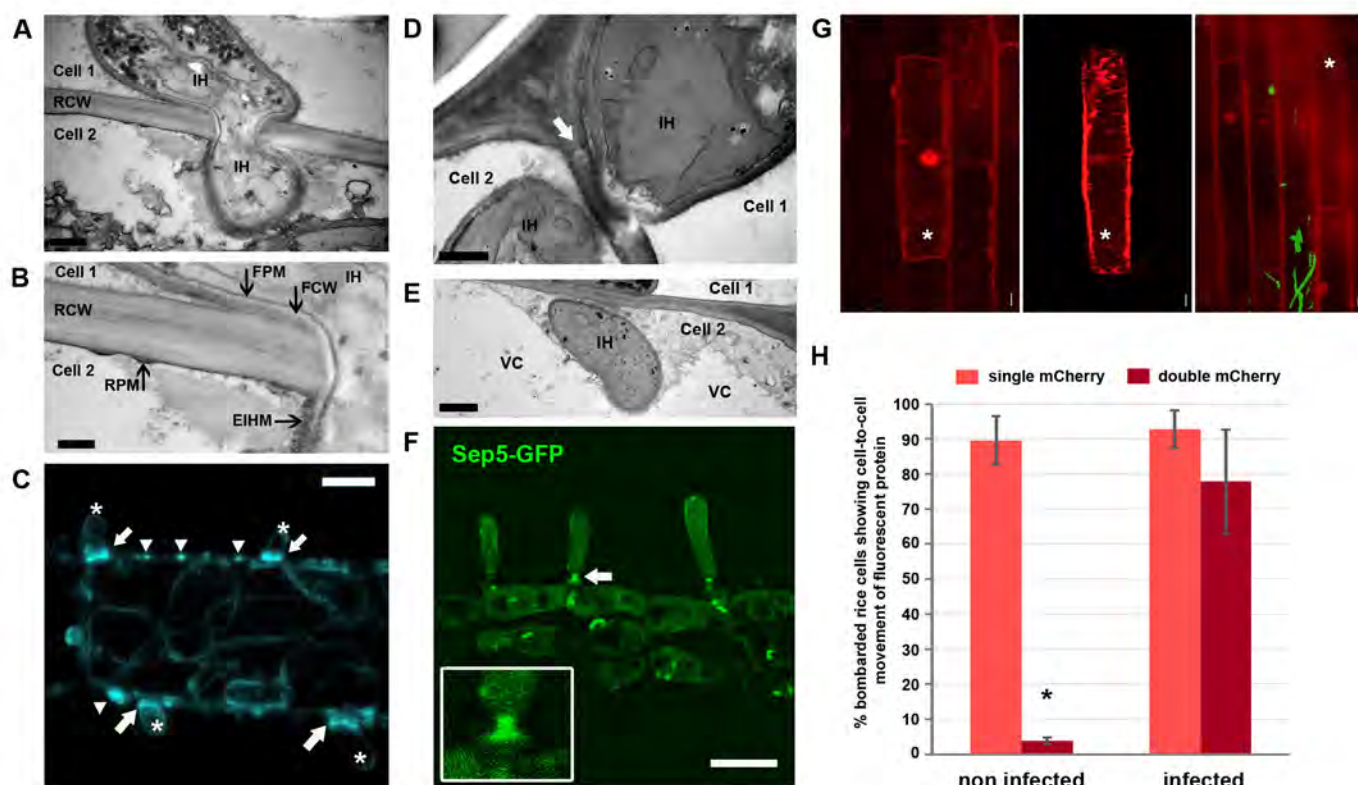 A
Cell 1
IH
RCW
Cell 2
IH
B
Cell 1
FPM
FCW
IH
RCW
Cell 2
RPM
EIHM
C
*
*
*
*
D
IH
Cell 2
IH
Cell 1
E
Cell 1
IH
Cell 2
VC
VC
F
Sep5-GFP
G
*
*
*
H
single mCherry
double mCherry
% bombarded rice cells showing cell-to-cell
movement of fluorescent protein
100
90
80
70
60
50
40
30
20
10
0
*
non infected
infected